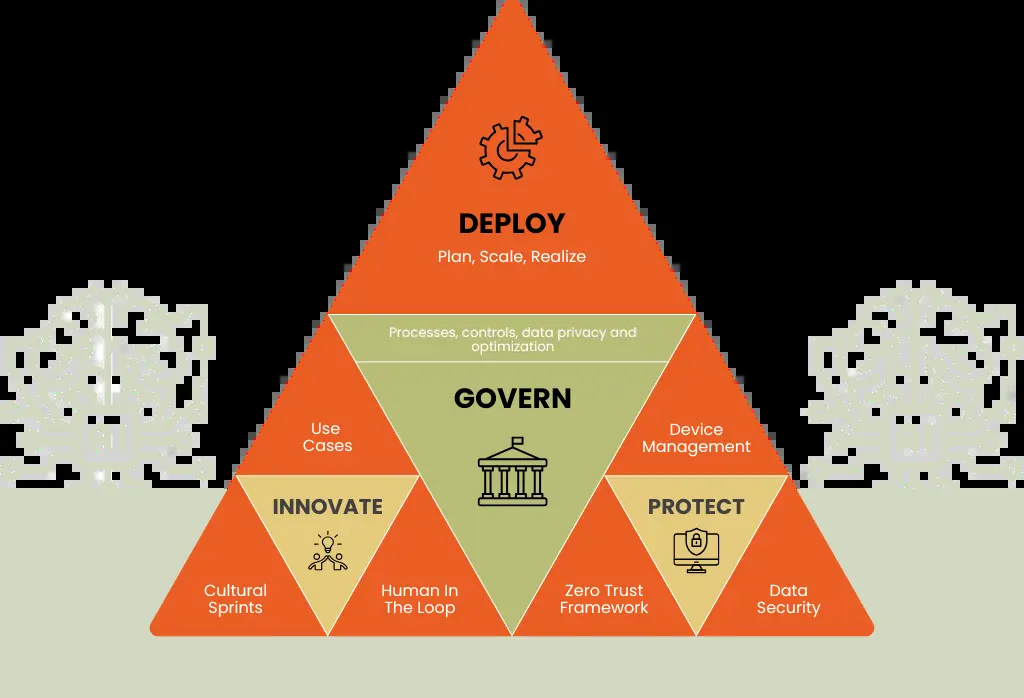 DEPLOY
Plan, Scale, Realize
Processes, controls, data privacy and
optimization
GOVERN
Use
Cases
Device
Management
INNOVATE
PROTECT
Cultural
Sprints
Human In
The Loop
Zero Trust
Framework
Data
Security